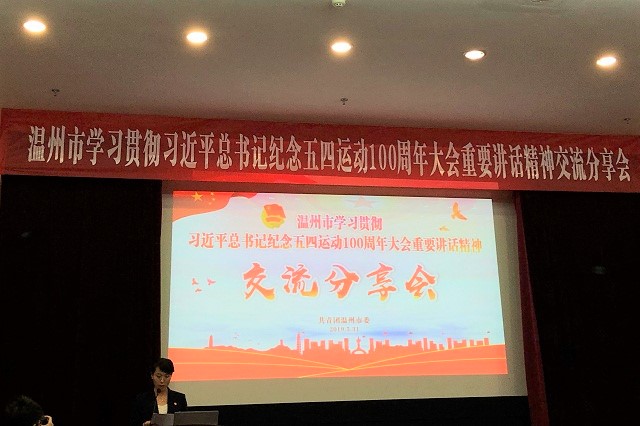 温州市学习贯彻习近平总书记纪念五四运动100周年大会重要讲话精神交流分享会
温州市学习贯彻
习近平总书记纪念五四运动100周年大会重要讲话精神
交流分享会
共青团温州市委
2019.5.31